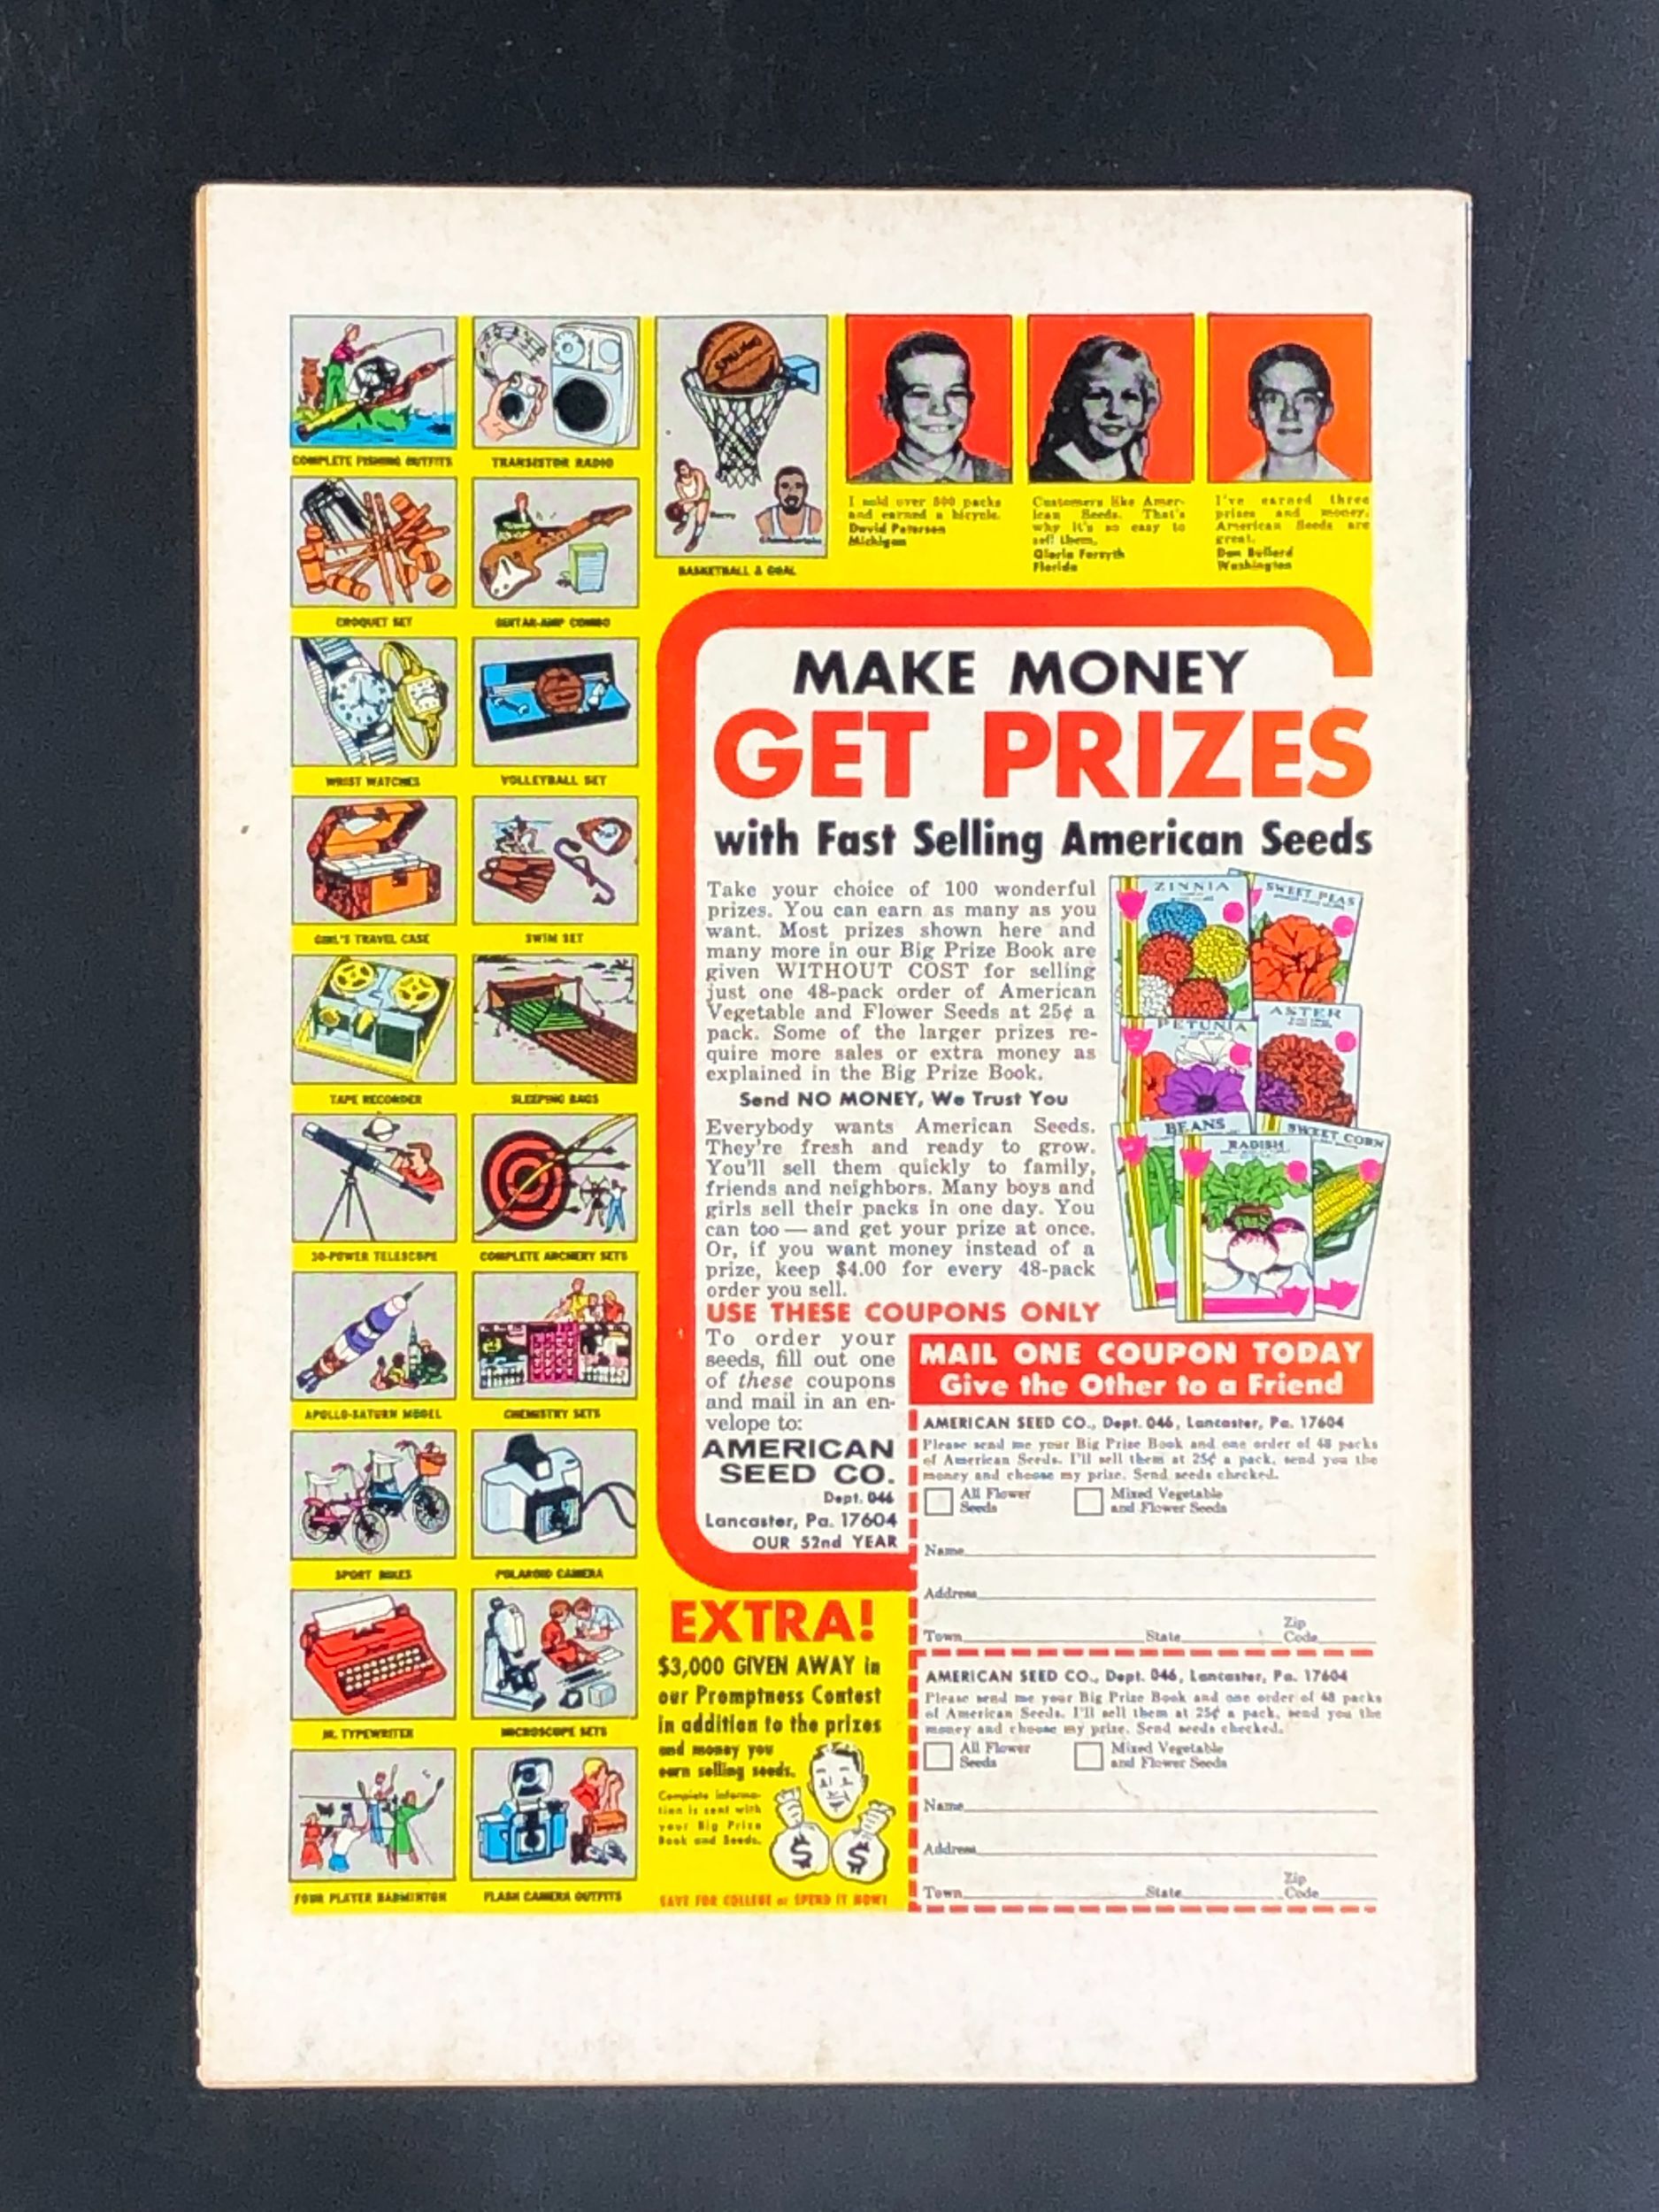 COMPLETE FISHING OUTFITS
TRANSISTOR RADIO
CROQUET SET
GUITAR-AMP COMBO
WRIST WATCHES
VOLLEYBALL SET
GIRL'S TRAVEL CASE
SWIM SET
TAPE RECORDER
SLEEPING BAGS
30-POWER TELESCOPE
COMPLETE ARCHERY SETS
APOLLO-SATURN MODEL
CHEMISTRY SETS
SPORT BIKES
POLAROID CAMERA
JR. TYPEWRITER
MICROSCOPE SETS
FOUR PLAYER BADMINTON
FLASH CAMERA OUTFITS
SPALDING
Chamberlain
BASKETBALL & GOAL
I sold over 500 packs
and earned a bicycle.
David Peterson
Michigan
Customers like Amer-
ican Seeds. That's
why it's so easy to
sell them.
Gloria Forsyth
Florida
I've earned three
prizes and money.
American Seeds are
great.
Dan Bullard
Washington
MAKE MONEY
GET PRIZES
with Fast Selling American Seeds
Take your choice of 100 wonderful
prizes. You can earn as many as you
want. Most prizes shown here and
many more in our Big Prize Book are
given WITHOUT COST for selling
just one 48-pack order of American
Vegetable and Flower Seeds at 25¢ a
pack. Some of the larger prizes re-
quire more sales or extra money as
explained in the Big Prize Book.
Send NO MONEY, We Trust You
Everybody wants American Seeds.
They're fresh and ready to grow.
You'll sell them quickly to family,
friends and neighbors. Many boys and
girls sell their packs in one day. You
can too — and get your prize at once.
Or, if you want money instead of a
prize, keep $4.00 for every 48-pack
order you sell.
ZINNIA
SWEET PEAS
PETUNIA
ASTER
BEANS
RADISH
SWEET CORN
USE THESE COUPONS ONLY
To order your
seeds, fill out one
of these coupons
and mail in an en-
velope to:
AMERICAN
SEED CO.
Dept. 046
Lancaster, Pa. 17604
OUR 52nd YEAR
MAIL ONE COUPON TODAY
Give the Other to a Friend
AMERICAN SEED CO., Dept. 046, Lancaster, Pa. 17604
Please send me your Big Prize Book and one order of 48 packs
of American Seeds. I'll sell them at 25¢ a pack, send you the
money and choose my prize. Send seeds checked.
All Flower Seeds
Mixed Vegetable and Flower Seeds
Name
Address
Town State Zip Code
AMERICAN SEED CO., Dept. 046, Lancaster, Pa. 17604
Please send me your Big Prize Book and one order of 48 packs
of American Seeds. I'll sell them at 25¢ a pack, send you the
money and choose my prize. Send seeds checked.
All Flower Seeds
Mixed Vegetable and Flower Seeds
Name
Address
Town State Zip Code
EXTRA!
$3,000 GIVEN AWAY in
our Promptness Contest
in addition to the prizes
and money you
earn selling seeds.
Complete informa-
tion is sent with
your Big Prize
Book and Seeds.
$ $
SAVE FOR COLLEGE or SPEND IT NOW!